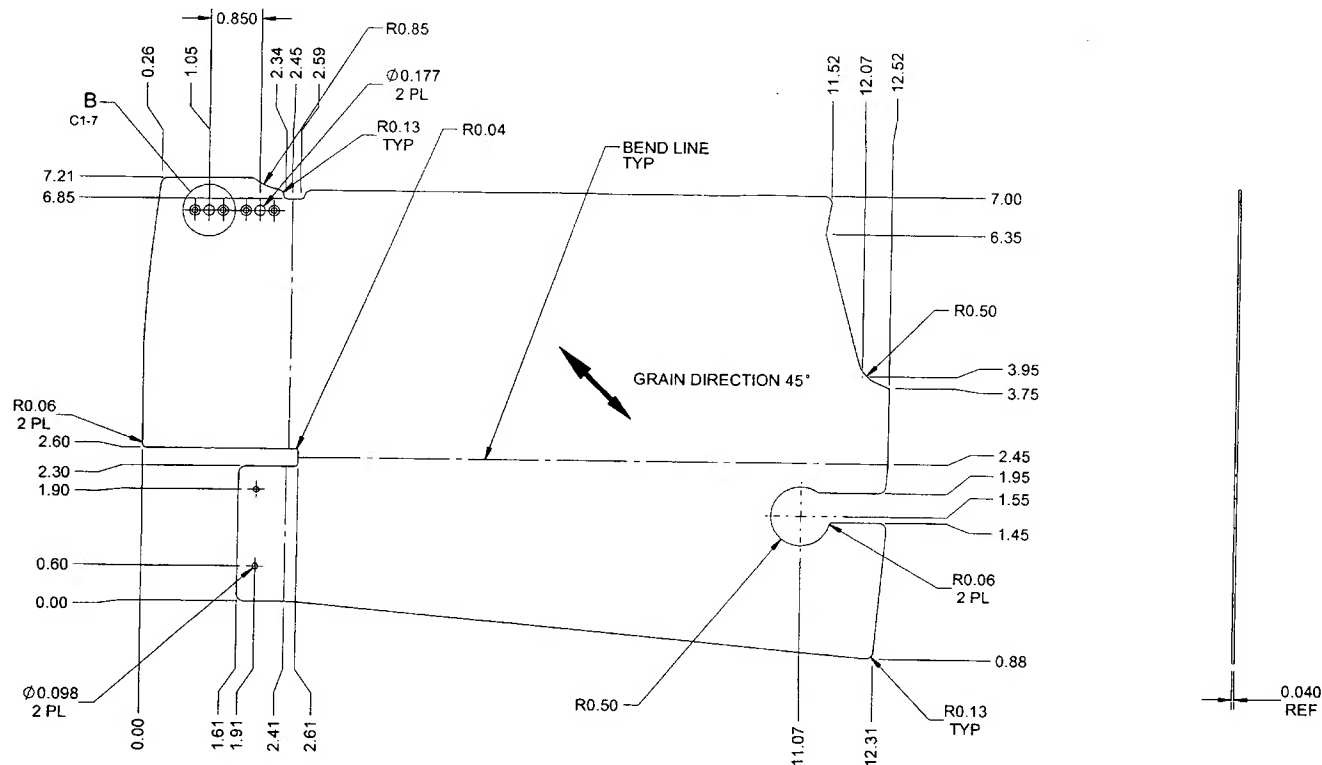 0.850
R0.85
0.26
1.05
2.34
2.45
2.59
Ø0.177
2 PL
11.52
12.07
12.52
B
C1-7
R0.13
TYP
R0.04
BEND LINE
TYP
7.21
6.85
7.00
6.35
R0.50
GRAIN DIRECTION 45°
3.95
3.75
R0.06
2 PL
2.60
2.30
1.90
2.45
1.95
1.55
1.45
0.60
0.00
R0.06
2 PL
0.88
Ø0.098
2 PL
R0.50
R0.13
TYP
0.00
1.61
1.91
2.41
2.61
11.07
12.31
0.040
REF